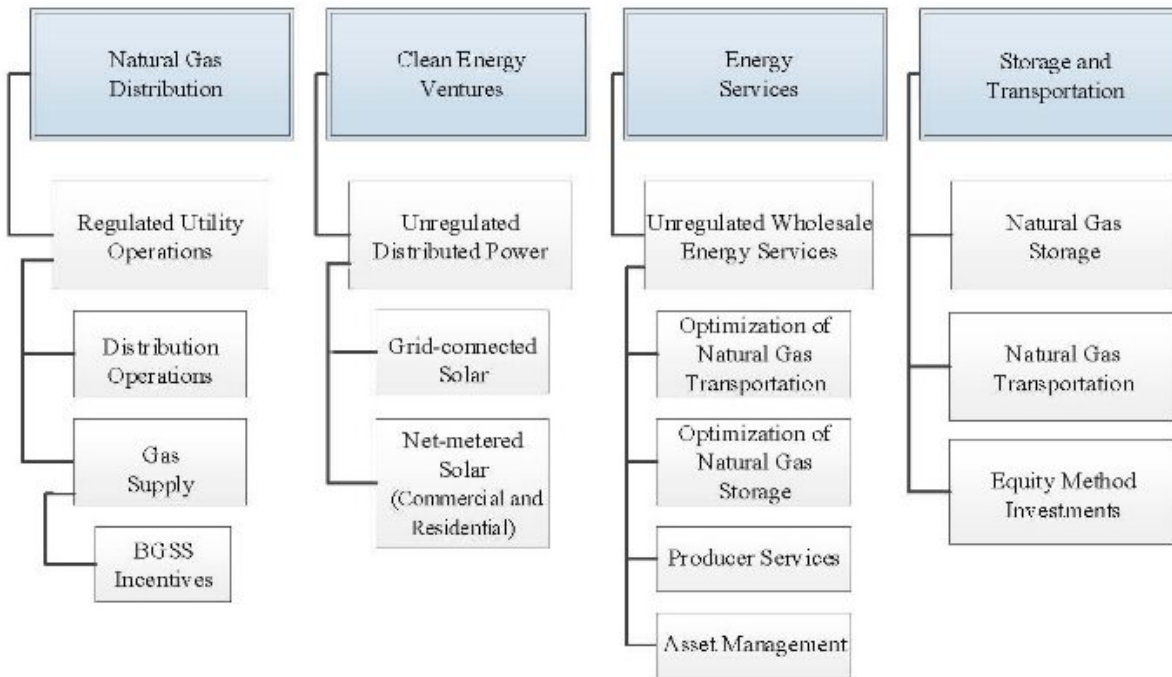 Natural Gas
Distribution
Regulated Utility
Operations
Distribution
Operations
Gas
Supply
BGSS
Incentives
Clean Energy
Ventures
Unregulated
Distributed Power
Grid-connected
Solar
Net-metered
Solar
(Commercial and
Residential)
Energy
Services
Unregulated Wholesale
Energy Services
Optimization of
Natural Gas
Transportation
Optimization of
Natural Gas
Storage
Producer Services
Asset Management
Storage and
Transportation
Natural Gas
Storage
Natural Gas
Transportation
Equity Method
Investments